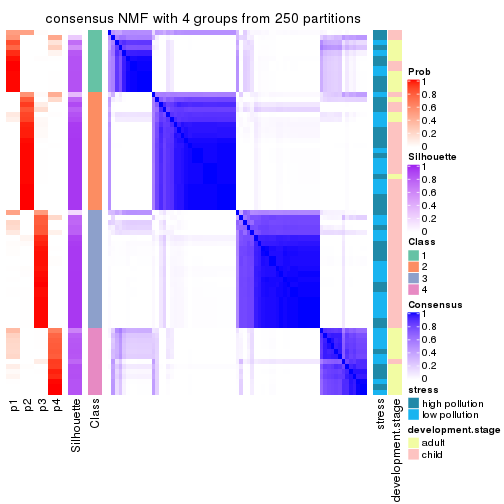 consensus NMF with 4 groups from 250 partitions
Prob
1
0.8
0.6
0.4
0.2
0
Silhouette
1
0.8
0.6
0.4
0.2
0
Class
1
2
3
4
Consensus
1
0.8
0.6
0.4
0.2
0
stress
high pollution
low pollution
development.stage
adult
child
p1
p2
p3
p4
Silhouette
Class
stress
development.stage